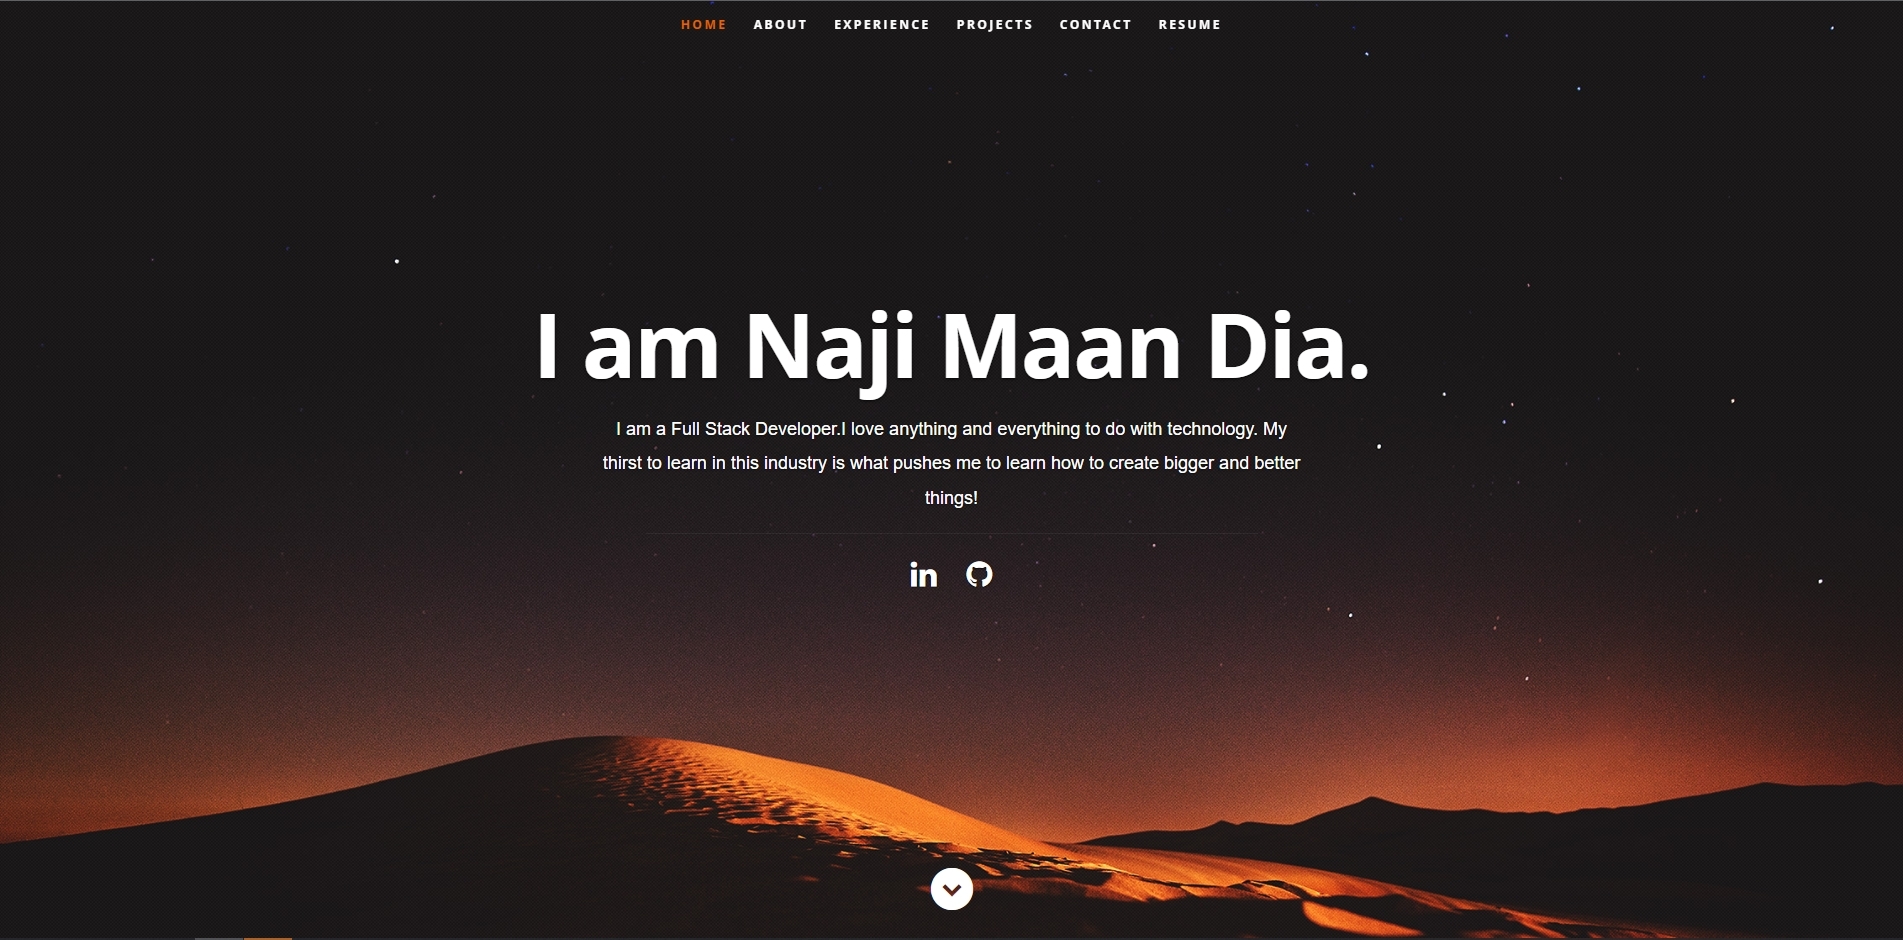 HOME ABOUT EXPERIENCE PROJECTS CONTACT RESUME
I am Naji Maan Dia.
I am a Full Stack Developer.I love anything and everything to do with technology. My
thirst to learn in this industry is what pushes me to learn how to create bigger and better
things!
in